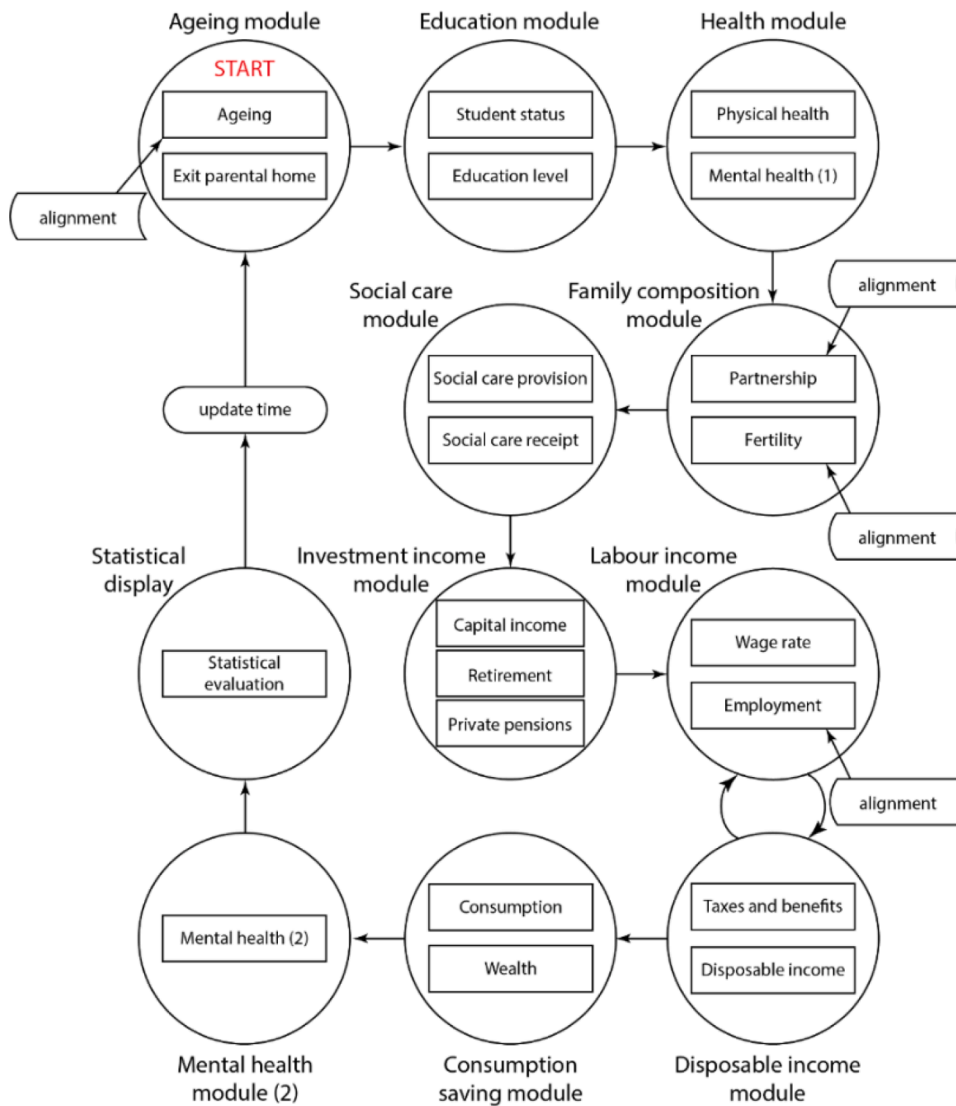 Ageing module
START
Ageing
Exit parental home
alignment
Education module
Student status
Education level
Health module
Physical health
Mental health (1)
Family composition
module
alignment
Partnership
Fertility
alignment
Social care
module
Social care provision
Social care receipt
Investment income
module
Capital income
Retirement
Private pensions
Labour income
module
Wage rate
Employment
alignment
Taxes and benefits
Disposable income
Disposable income
module
Consumption
Wealth
Consumption
saving module
Mental health (2)
Mental health
module (2)
Statistical
display
Statistical
evaluation
update time